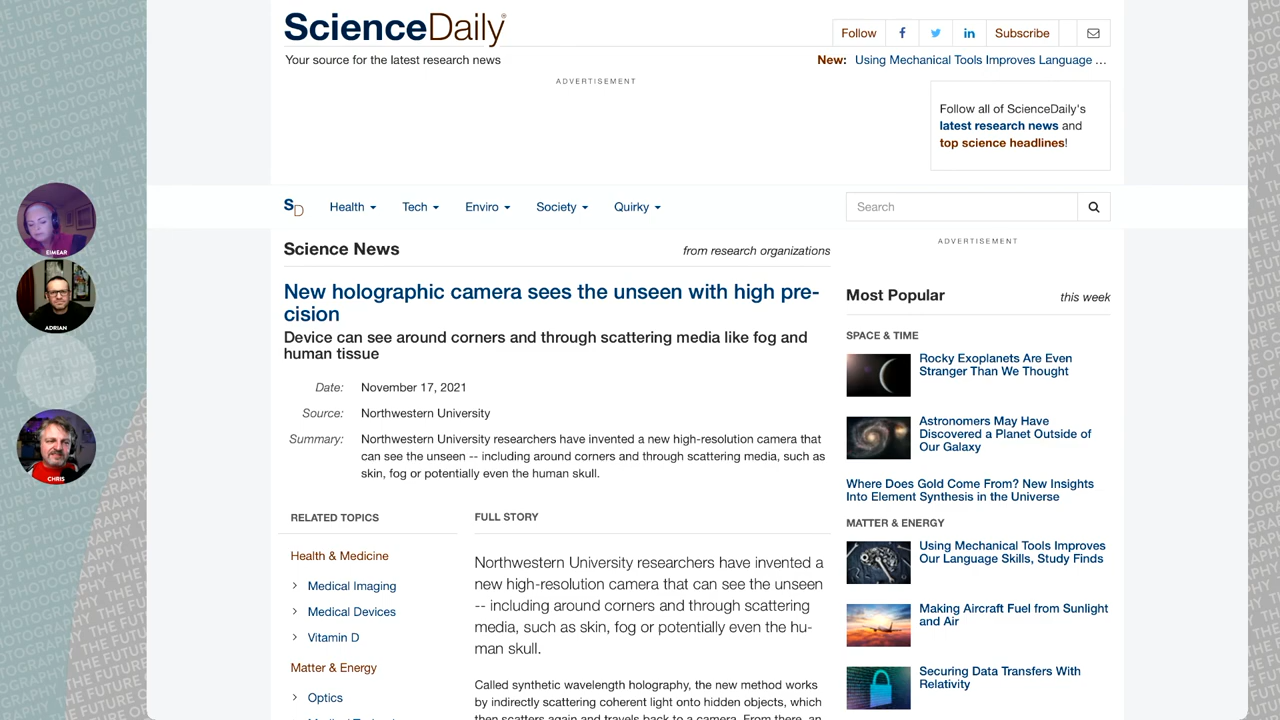 ScienceDaily®
Your source for the latest research news
Follow
Subscribe
New: Using Mechanical Tools Improves Language ...
ADVERTISEMENT
Follow all of ScienceDaily's
latest research news and
top science headlines!
SD
Health
Tech
Enviro
Society
Quirky
Search
Science News
from research organizations
New holographic camera sees the unseen with high pre-
cision
Device can see around corners and through scattering media like fog and
human tissue
Date: November 17, 2021
Source: Northwestern University
Summary: Northwestern University researchers have invented a new high-resolution camera that
can see the unseen -- including around corners and through scattering media, such as
skin, fog or potentially even the human skull.
RELATED TOPICS
Health & Medicine
Medical Imaging
Medical Devices
Vitamin D
Matter & Energy
Optics
FULL STORY
Northwestern University researchers have invented a
new high-resolution camera that can see the unseen
-- including around corners and through scattering
media, such as skin, fog or potentially even the hu-
man skull.
Called synthetic wavelength holography, the new method works
by indirectly scattering coherent light onto hidden objects, which
then scatters again and travels back to a camera. From there, an
ADVERTISEMENT
Most Popular
this week
SPACE & TIME
Rocky Exoplanets Are Even
Stranger Than We Thought
Astronomers May Have
Discovered a Planet Outside of
Our Galaxy
Where Does Gold Come From? New Insights
Into Element Synthesis in the Universe
MATTER & ENERGY
Using Mechanical Tools Improves
Our Language Skills, Study Finds
Making Aircraft Fuel from Sunlight
and Air
Securing Data Transfers With
Relativity
EIMEAR
ADRIAN
CHRIS